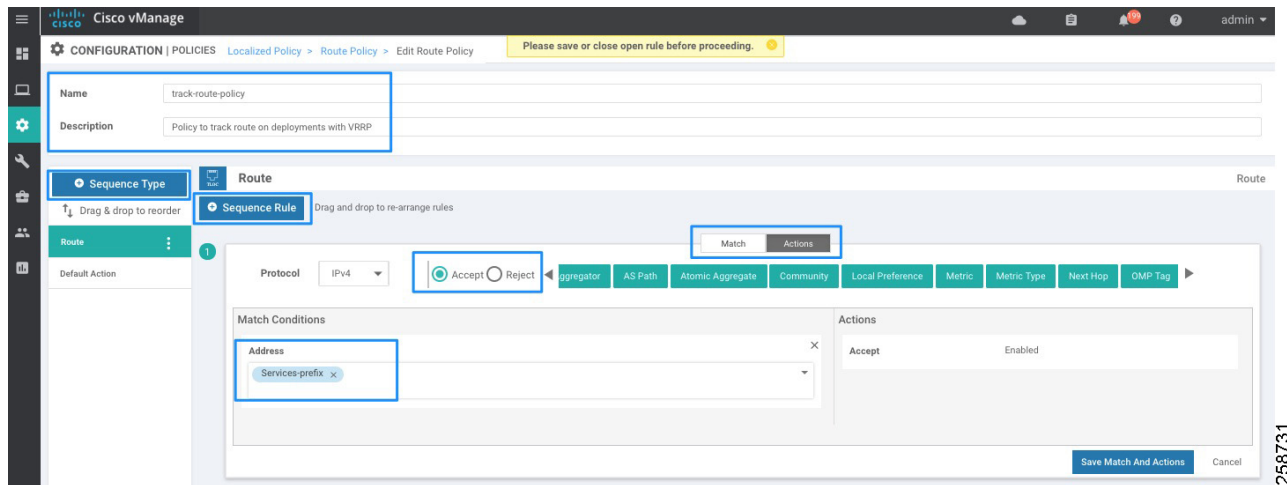 cisco Cisco vManage 199 admin
CONFIGURATION | POLICIES Localized Policy > Route Policy > Edit Route Policy
Please save or close open rule before proceeding.
Name track-route-policy
Description Policy to track route on deployments with VRRP
Sequence Type
Drag & drop to reorder
Route
Default Action
TLOC Route Route
Sequence Rule Drag and drop to re-arrange rules
Match Actions
1
Protocol IPv4 Accept Reject ggregator AS Path Atomic Aggregate Community Local Preference Metric Metric Type Next Hop OMP Tag
Match Conditions
Address
Services-prefix x
Actions
Accept Enabled
Save Match And Actions Cancel
258731